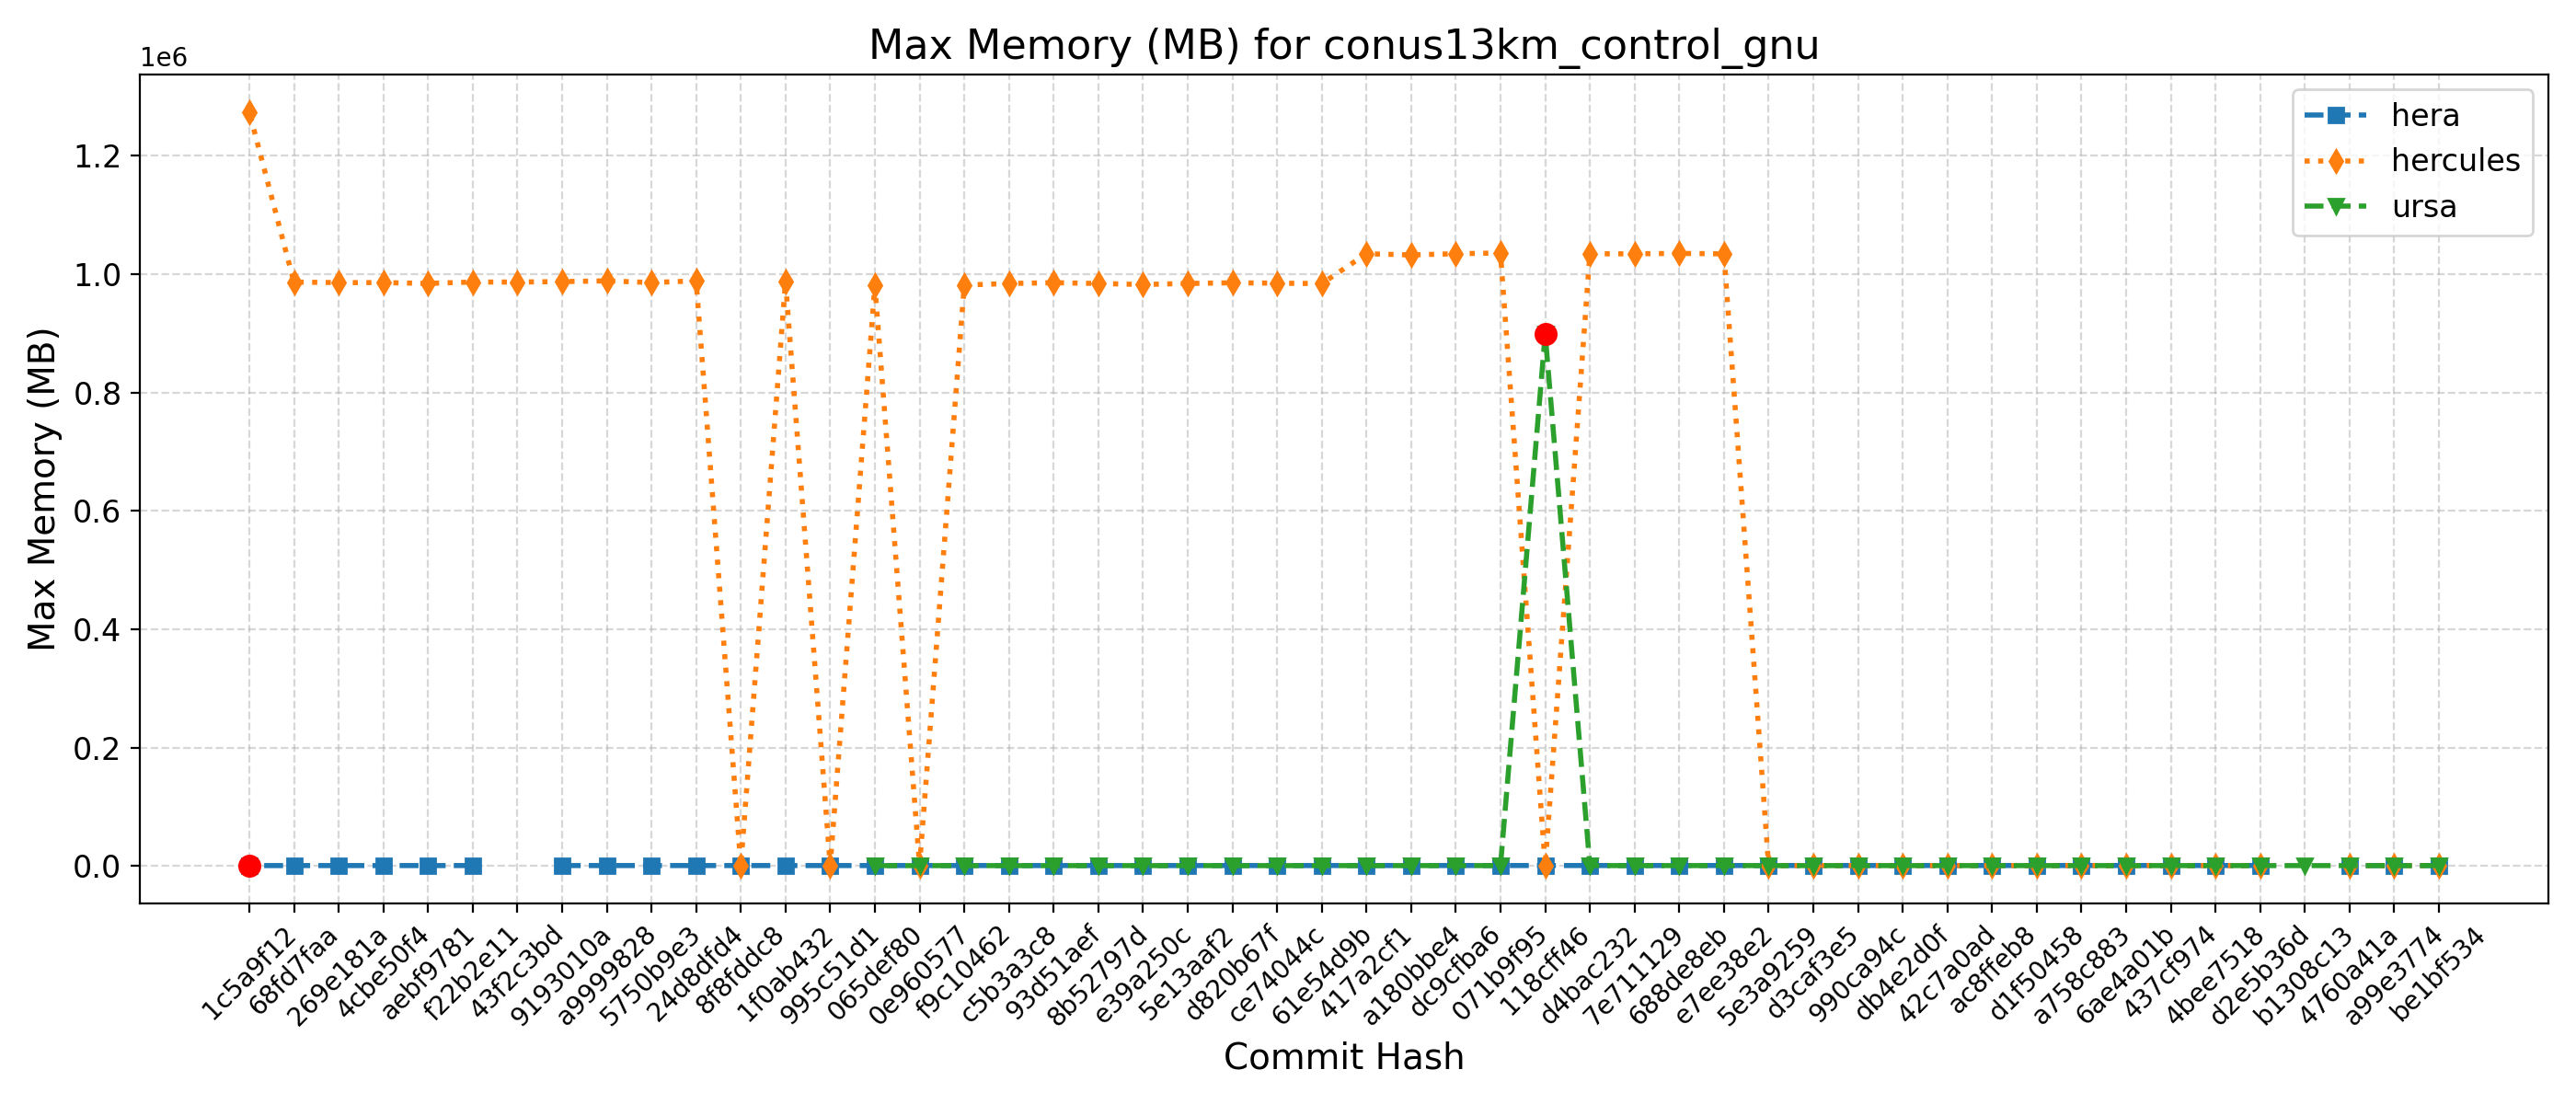 Max Memory (MB) for conus13km_control_gnu
1e6
hera
hercules
ursa
Max Memory (MB)
1.2
1.0
0.8
0.6
0.4
0.2
0.0
1c5a9f12
68fd7faa
269e181a
4cbe50f4
aebf9781
f22b2e11
43f2c3bd
9193010a
a9999828
5750b9e3
24d8dfd4
8f8fddc8
1f0ab432
995c51d1
065def80
0e960577
f9c10462
c5b3a3c8
93d51aef
8b52797d
e39a250c
5e13aaf2
d820b67f
ce74044c
61e54d9b
417a2cf1
a180bbe4
dc9cfba6
071b9f95
118cff46
d4bac232
7e711129
688de8eb
e7ee38e2
5e3a9259
d3caf3e5
990ca94c
db4e2d0f
42c7a0ad
ac8ffeb8
d1f50458
a758c883
6ae4a01b
437cf974
4bee7518
d2e5b36d
b1308c13
4760a41a
a99e3774
be1bf534
Commit Hash